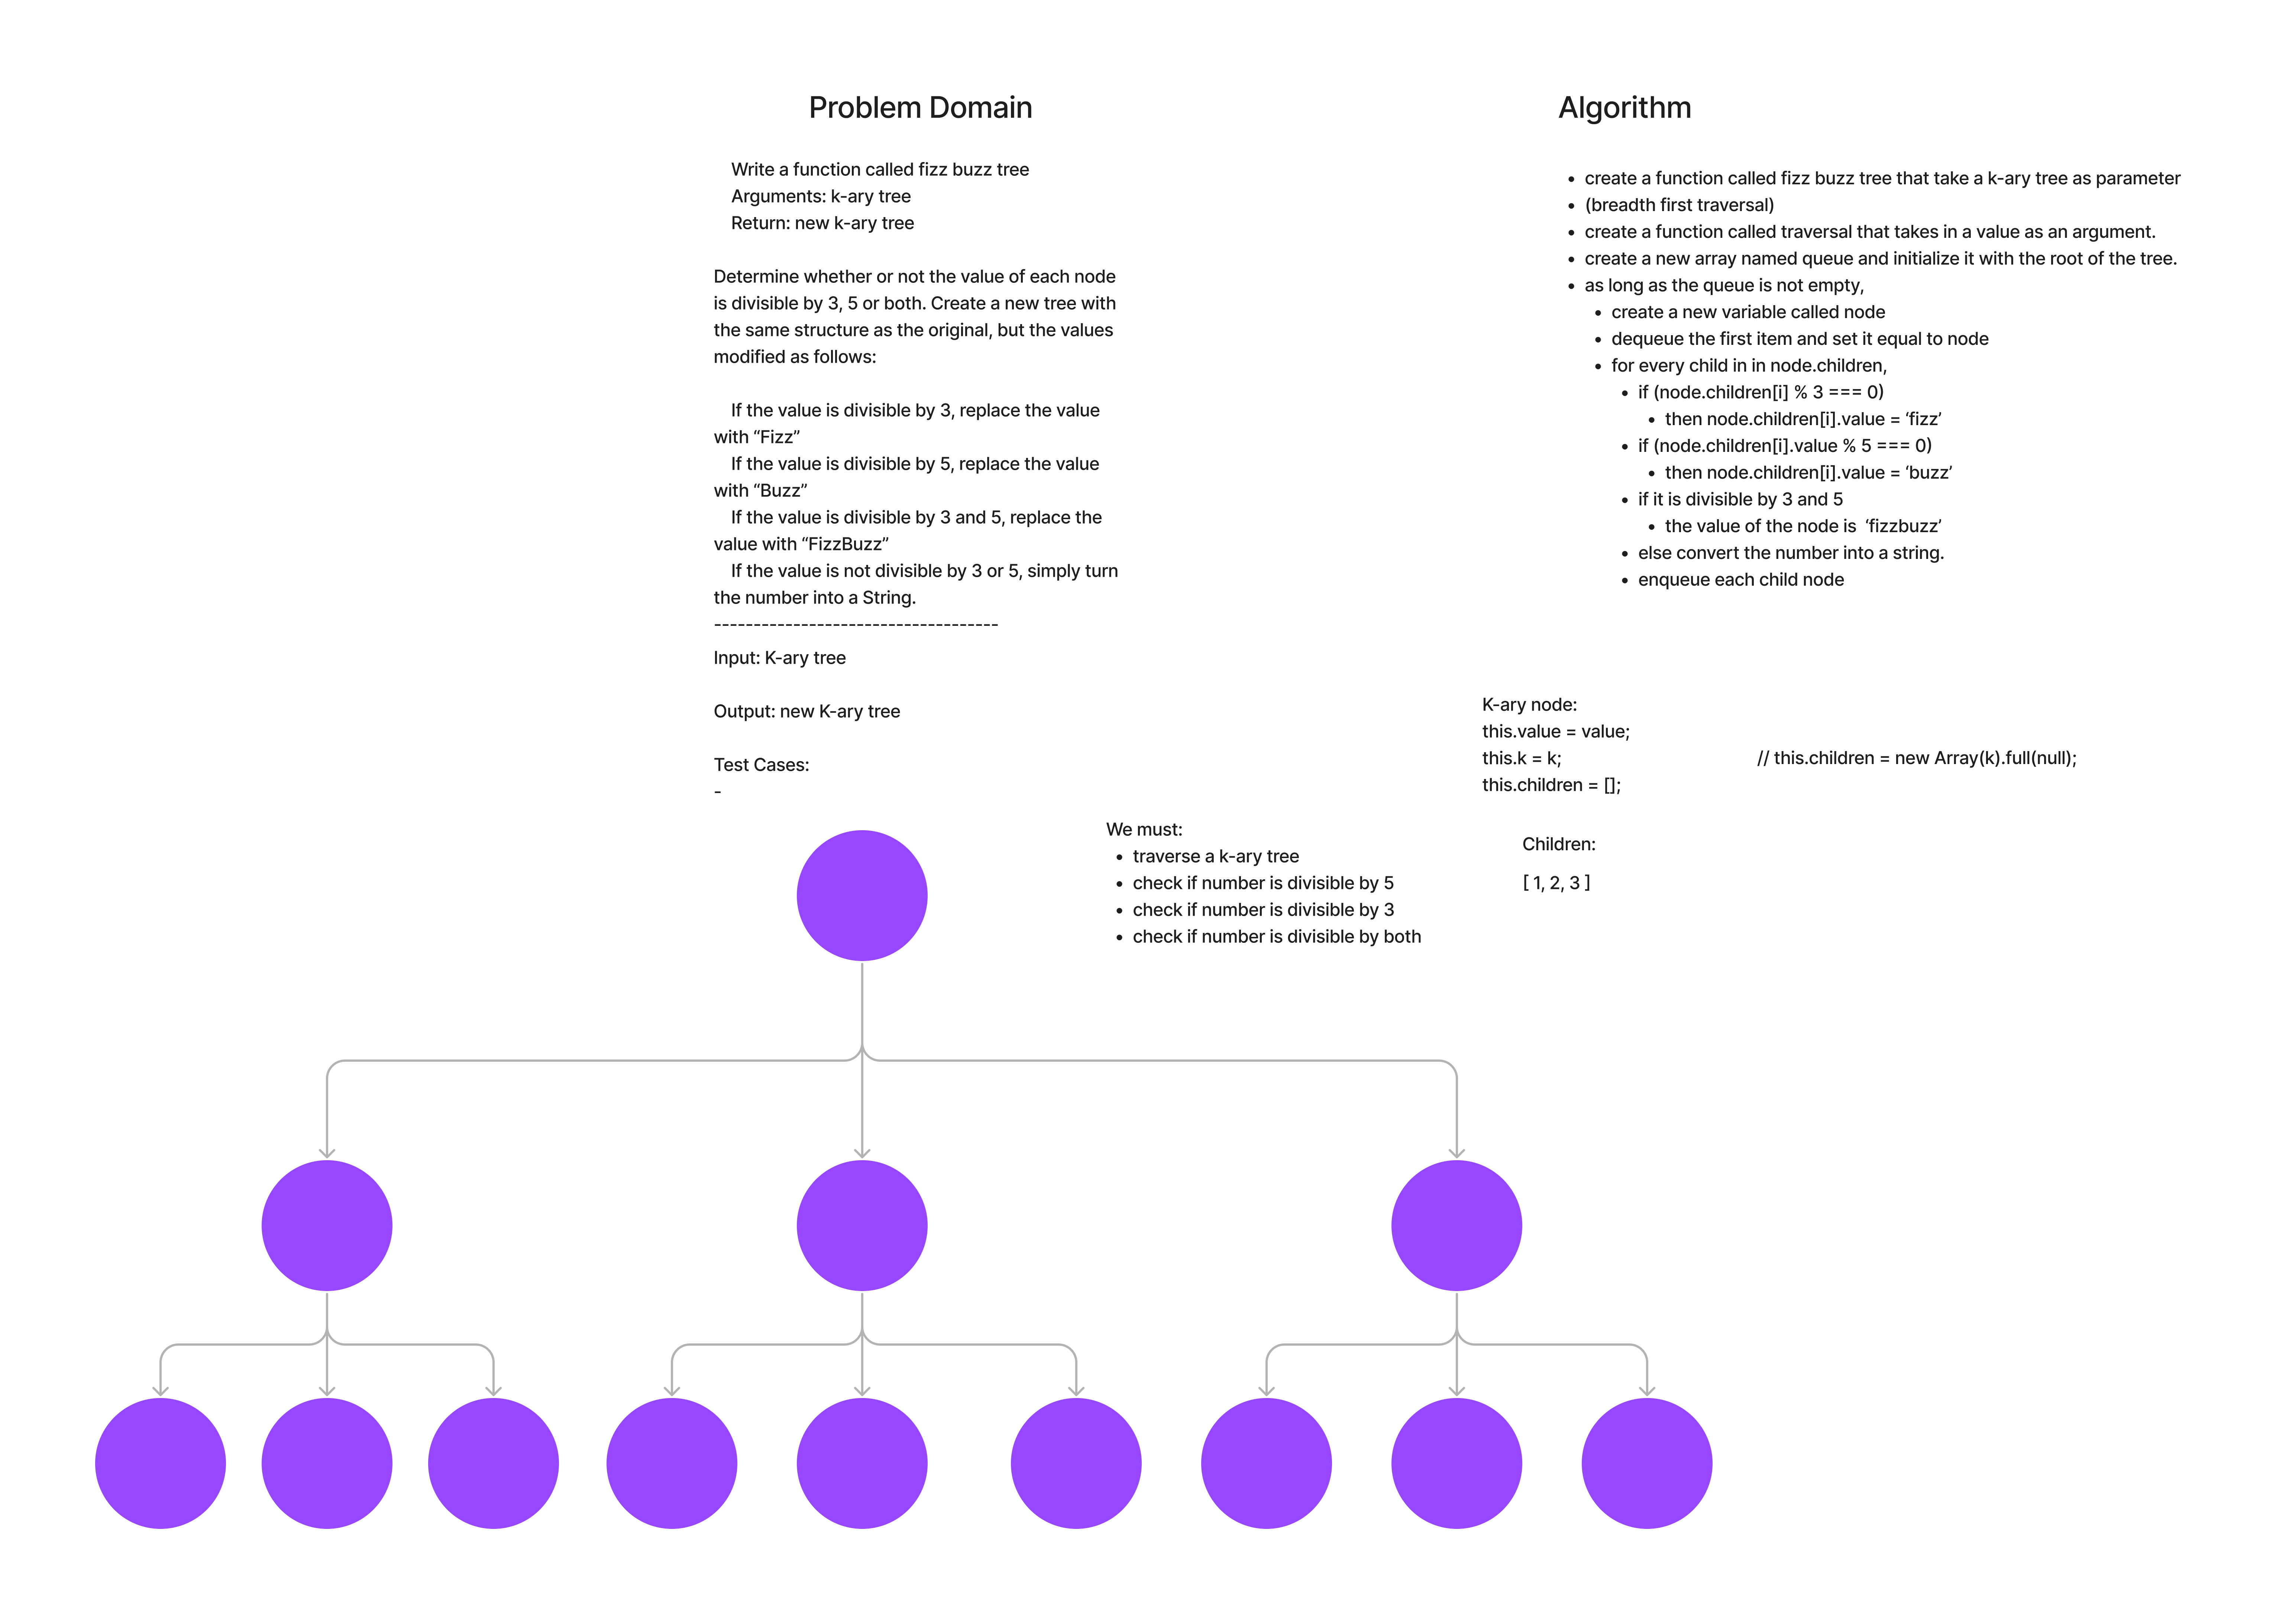 Problem Domain
Write a function called fizz buzz tree
Arguments: k-ary tree
Return: new k-ary tree
Determine whether or not the value of each node
is divisible by 3, 5 or both. Create a new tree with
the same structure as the original, but the values
modified as follows:
If the value is divisible by 3, replace the value
with “Fizz”
If the value is divisible by 5, replace the value
with “Buzz”
If the value is divisible by 3 and 5, replace the
value with “FizzBuzz”
If the value is not divisible by 3 or 5, simply turn
the number into a String.
------------------------------------
Input: K-ary tree
Output: new K-ary tree
Test Cases:
-
Algorithm
• create a function called fizz buzz tree that take a k-ary tree as parameter
• (breadth first traversal)
• create a function called traversal that takes in a value as an argument.
• create a new array named queue and initialize it with the root of the tree.
• as long as the queue is not empty,
• create a new variable called node
• dequeue the first item and set it equal to node
• for every child in in node.children,
• if (node.children[i] % 3 === 0)
• then node.children[i].value = ‘fizz’
• if (node.children[i].value % 5 === 0)
• then node.children[i].value = ‘buzz’
• if it is divisible by 3 and 5
• the value of the node is  ‘fizzbuzz’
• else convert the number into a string.
• enqueue each child node
K-ary node:
this.value = value;
this.k = k;
this.children = [];
// this.children = new Array(k).full(null);
We must:
• traverse a k-ary tree
• check if number is divisible by 5
• check if number is divisible by 3
• check if number is divisible by both
Children:
[ 1, 2, 3 ]